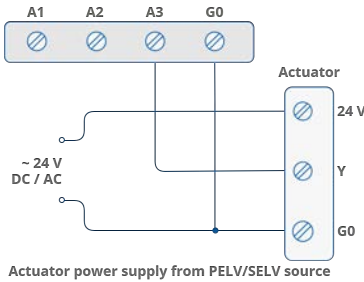 A1 A2 A3 G0
Actuator
24 V
~ 24 V
DC / AC
Y
G0
Actuator power supply from PELV/SELV source